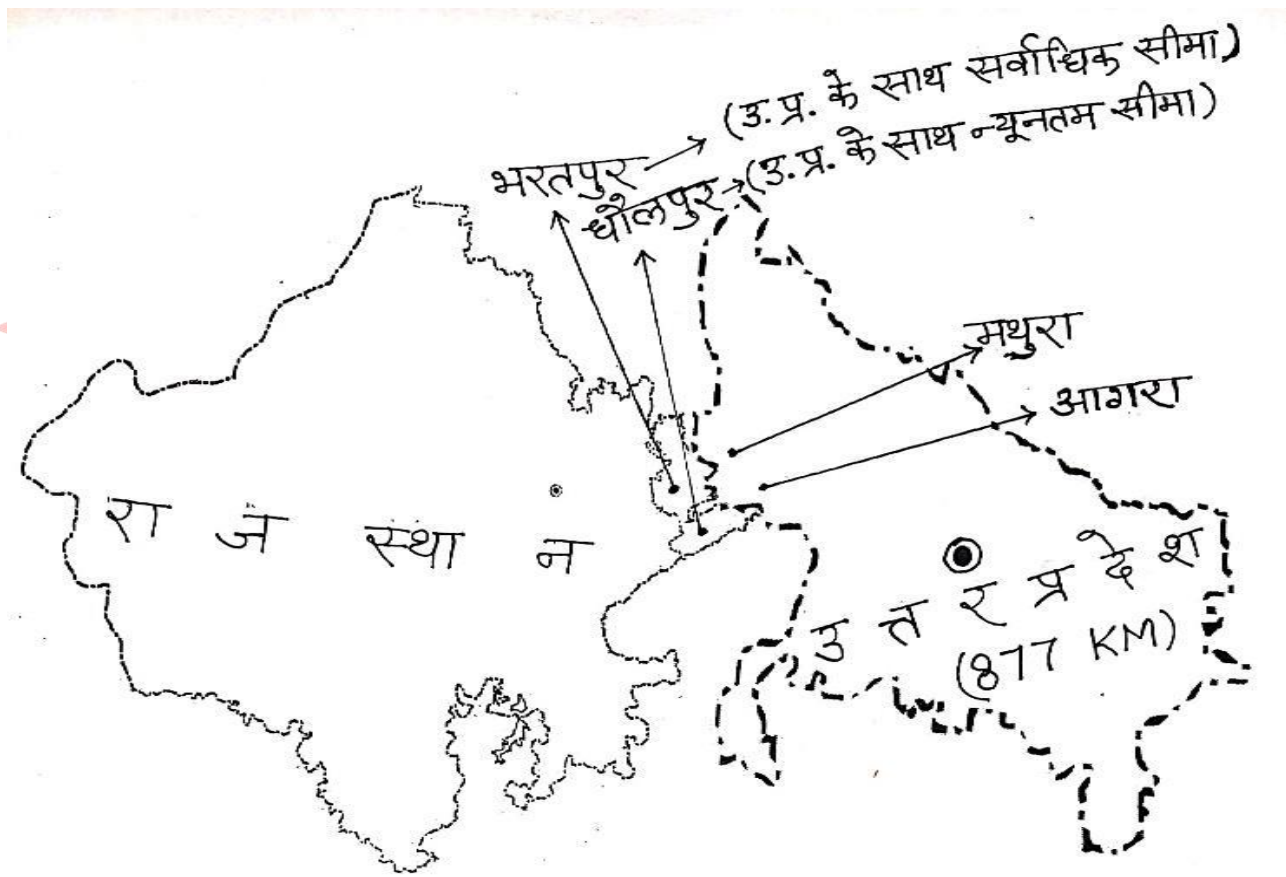 (उ.प्र. के साथ सर्वाधिक सीमा)
भरतपुर
(उ.प्र. के साथ न्यूनतम सीमा)
धौलपुर
मथुरा
आगरा
रा ज स्था न
उ त्त र प्र दे श
(877 KM)